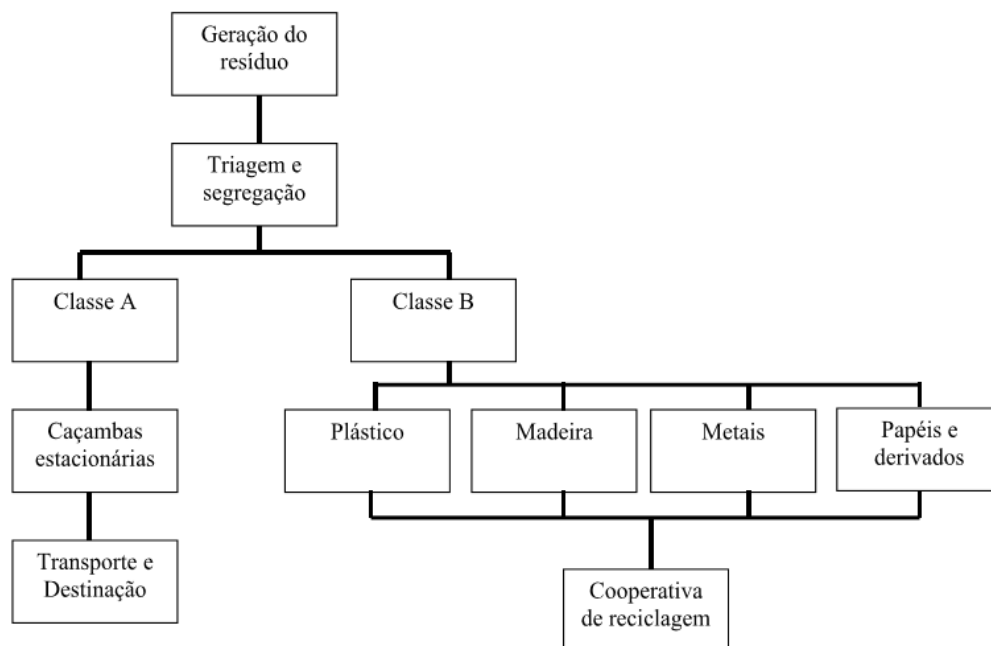 Geração do
resíduo
Triagem e
segregação
Classe A
Classe B
Caçambas
estacionárias
Plástico
Madeira
Metais
Papéis e
derivados
Transporte e
Destinação
Cooperativa
de reciclagem